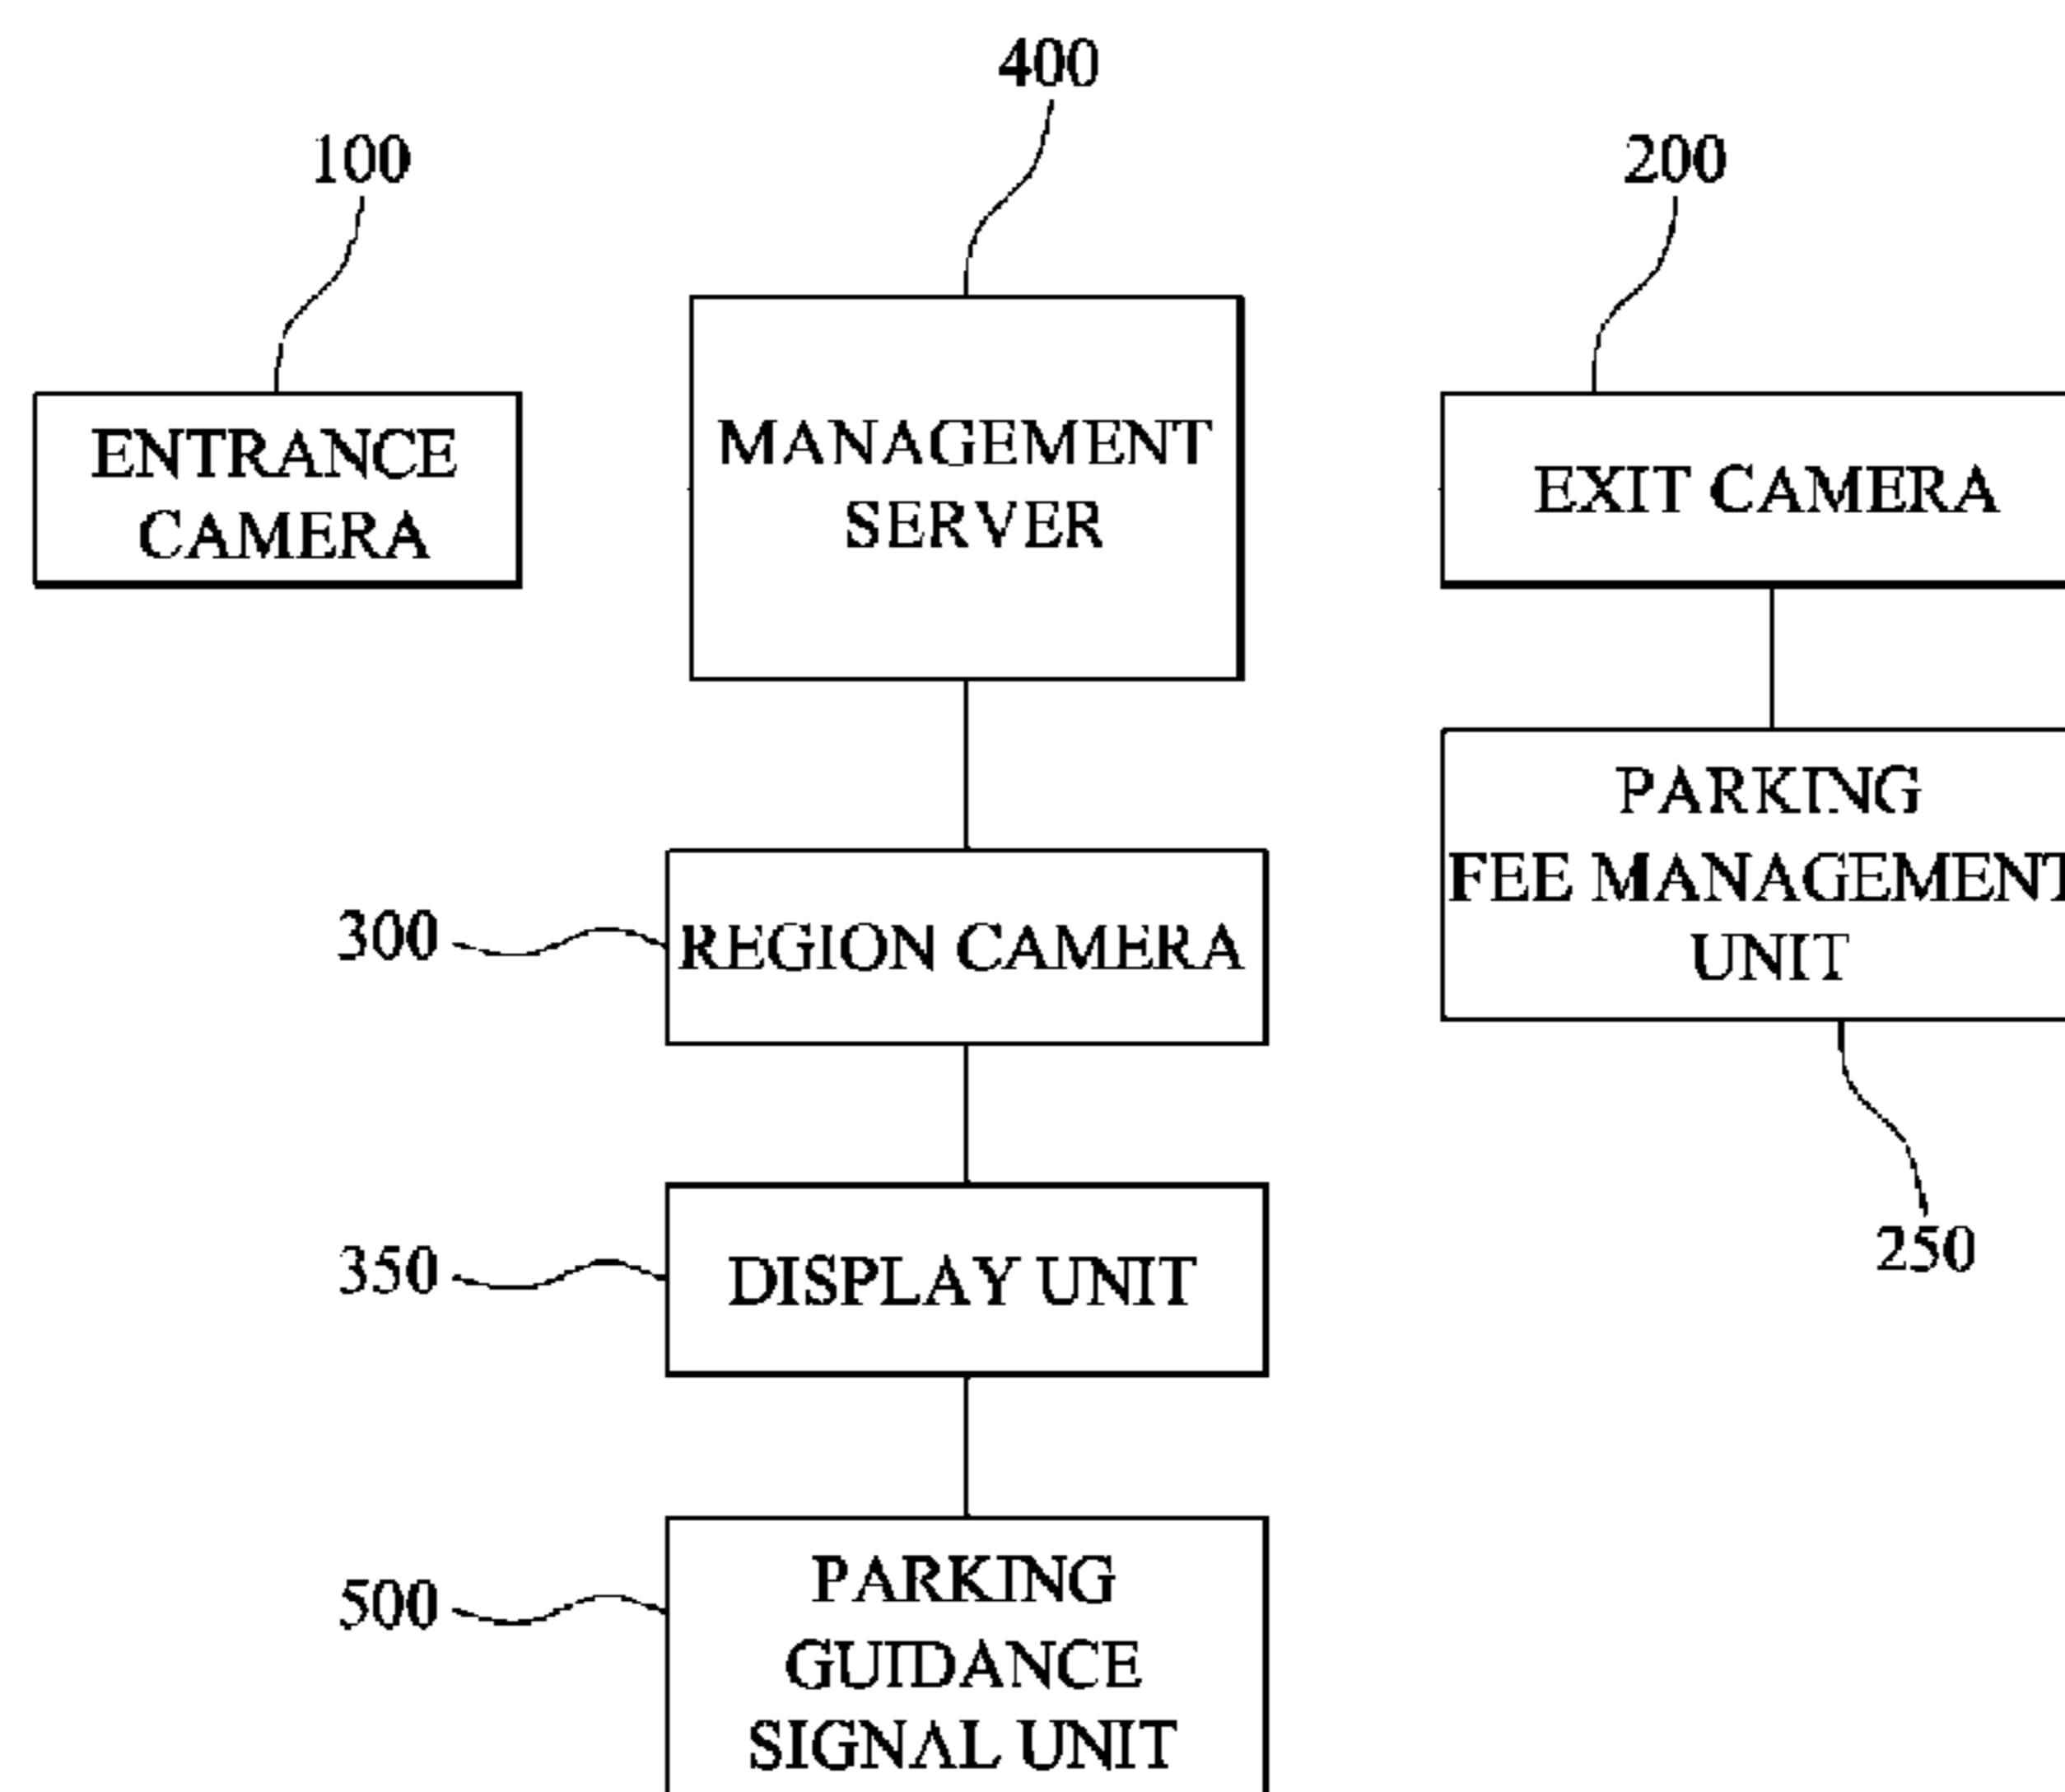 400
100
200
ENTRANCE
CAMERA
MANAGEMENT
SERVER
EXIT CAMERA
PARKING
FEE MANAGEMENT
UNIT
300
REGION CAMERA
250
350
DISPLAY UNIT
500
PARKING
GUIDANCE
SIGNAL UNIT